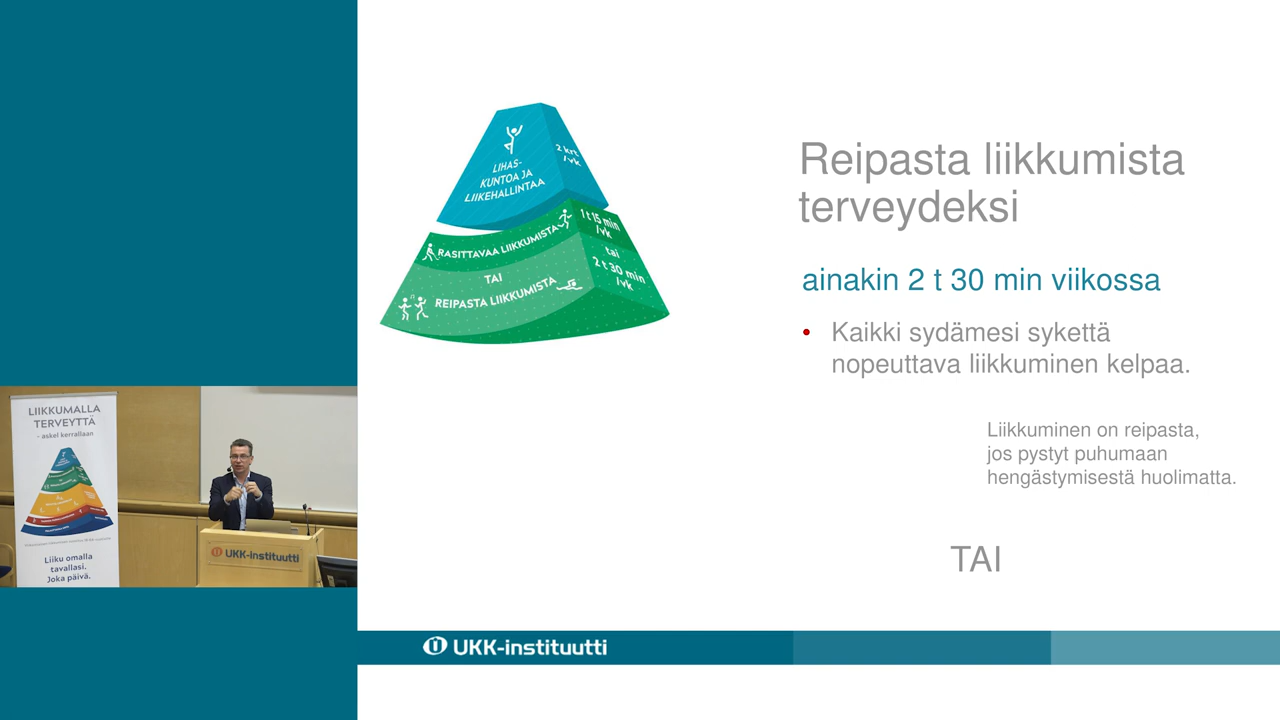 LIHAS-
KUNTOA JA
LIIKEHALLINTAA
2 krt
/vk
RASITTAVAA LIIKKUMISTA
1 t 15 min
/vk
TAI
tai
REIPASTA LIIKKUMISTA
2 t 30 min
/vk
Reipasta liikkumista
terveydeksi
ainakin 2 t 30 min viikossa
• Kaikki sydämesi sykettä
nopeuttava liikkuminen kelpaa.
Liikkuminen on reipasta,
jos pystyt puhumaan
hengästymisestä huolimatta.
TAI
UKK-instituutti
LIIKKUMALLA
TERVEYTTÄ
– askel kerrallaan
Liiku omalla
tavallasi.
Joka päivä.
UKK-instituutti